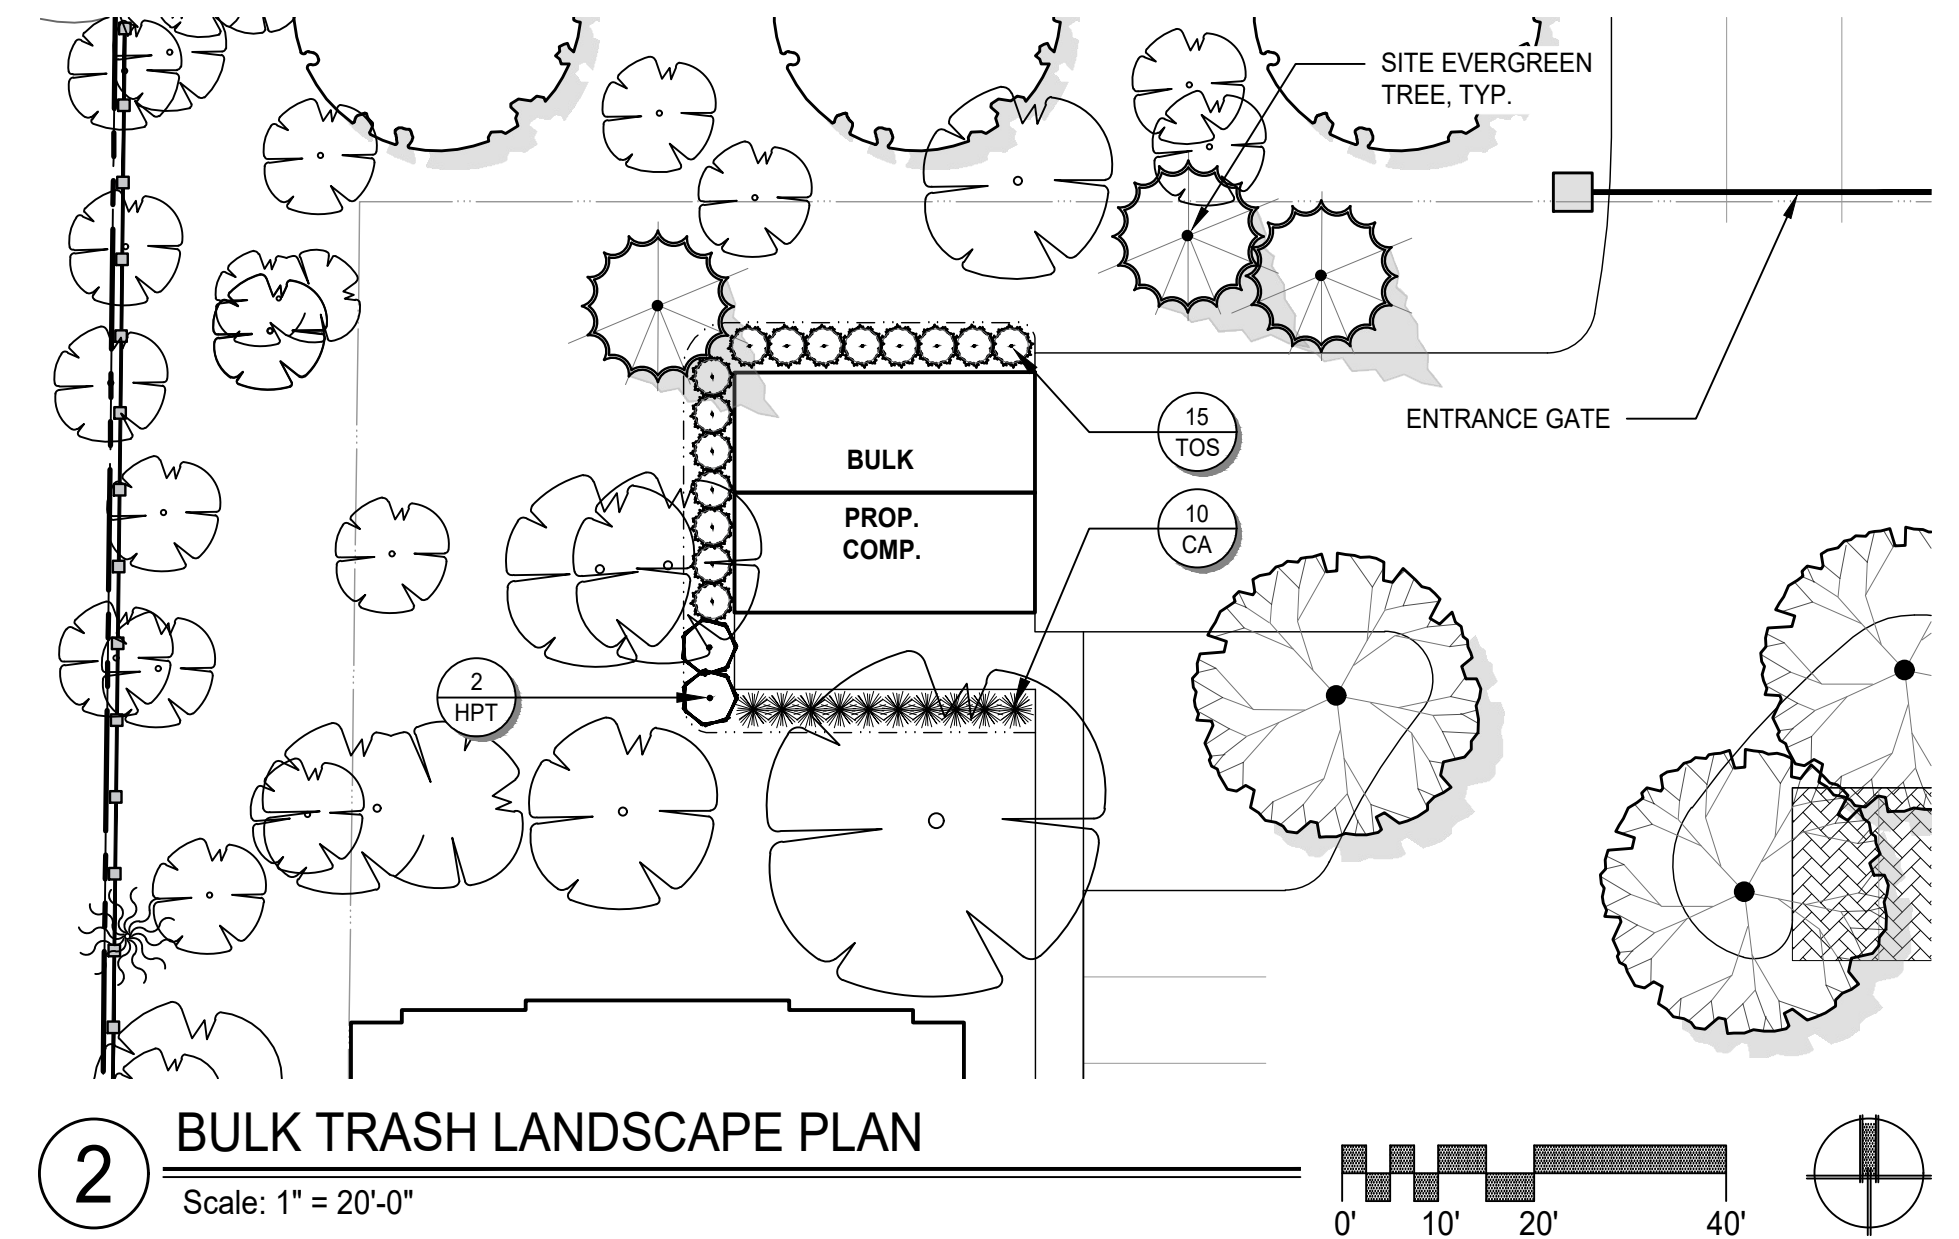 SITE EVERGREEN
TREE, TYP.
ENTRANCE GATE
15
TOS
BULK
PROP.
COMP.
10
CA
2
HPT
2
BULK TRASH LANDSCAPE PLAN
Scale: 1" = 20'-0"
0' 10' 20' 40'